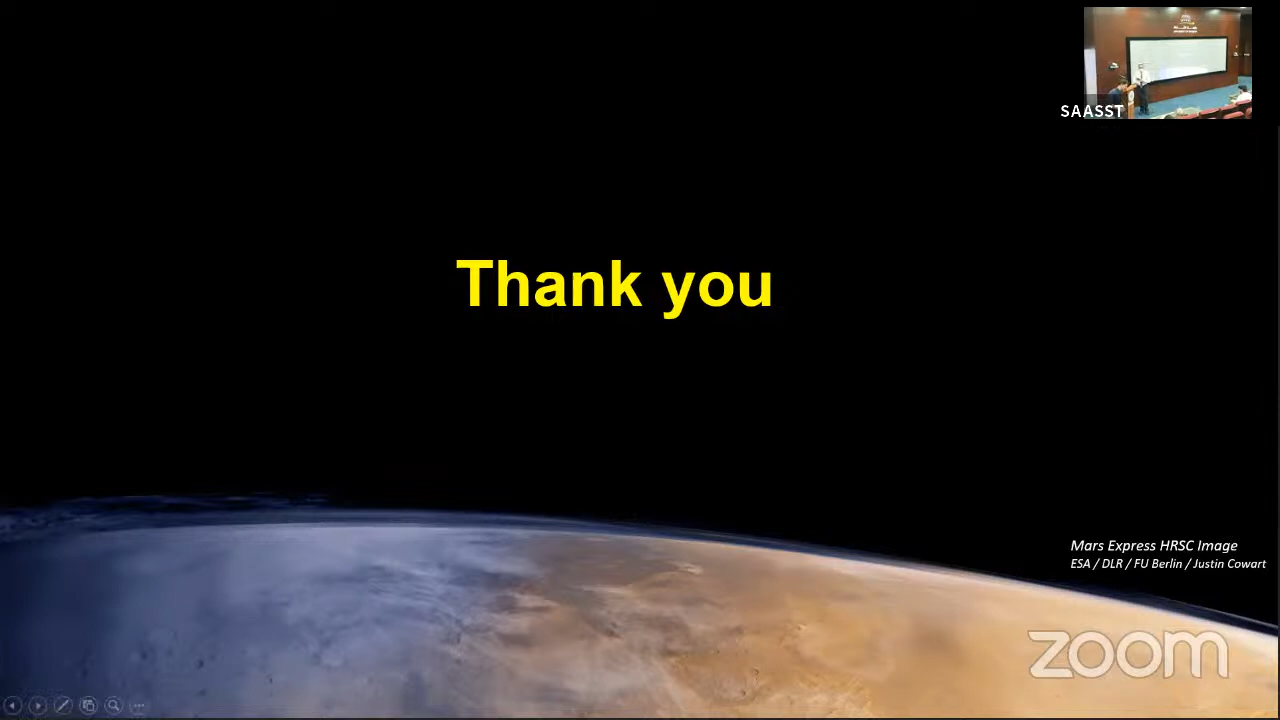 SAASST
Thank you
Mars Express HRSC Image
ESA / DLR / FU Berlin / Justin Cowart
zoom